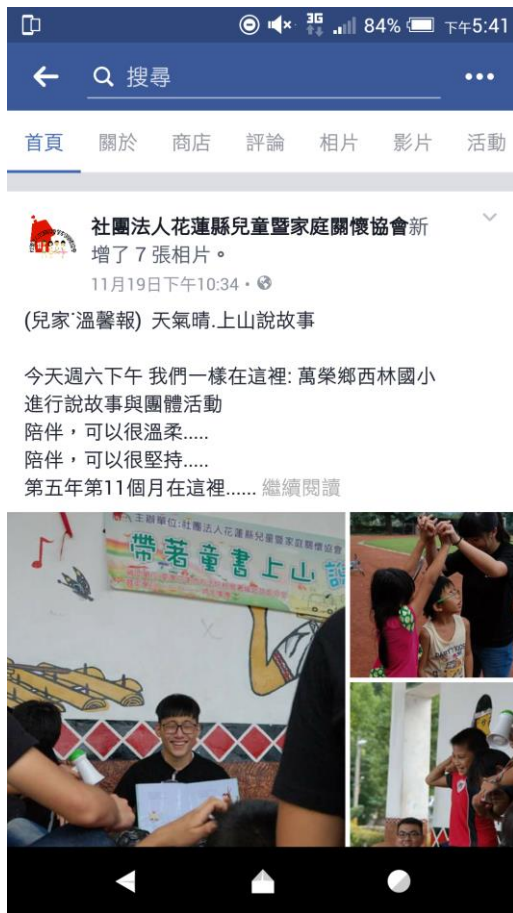 3G 84% 下午5:41
搜尋
首頁 關於 商店 評論 相片 影片 活動
社團法人花蓮縣兒童暨家庭關懷協會新
增了 7 張相片。
11月19日下午10:34
(兒家˙溫馨報) 天氣晴.上山說故事
今天週六下午 我們一樣在這裡: 萬榮鄉西林國小
進行說故事與團體活動
陪伴，可以很溫柔.....
陪伴，可以很堅持.....
第五年第11個月在這裡...... 繼續閱讀
主辦單位:社團法人花蓮縣兒童暨家庭關懷協會
帶著童書上山說